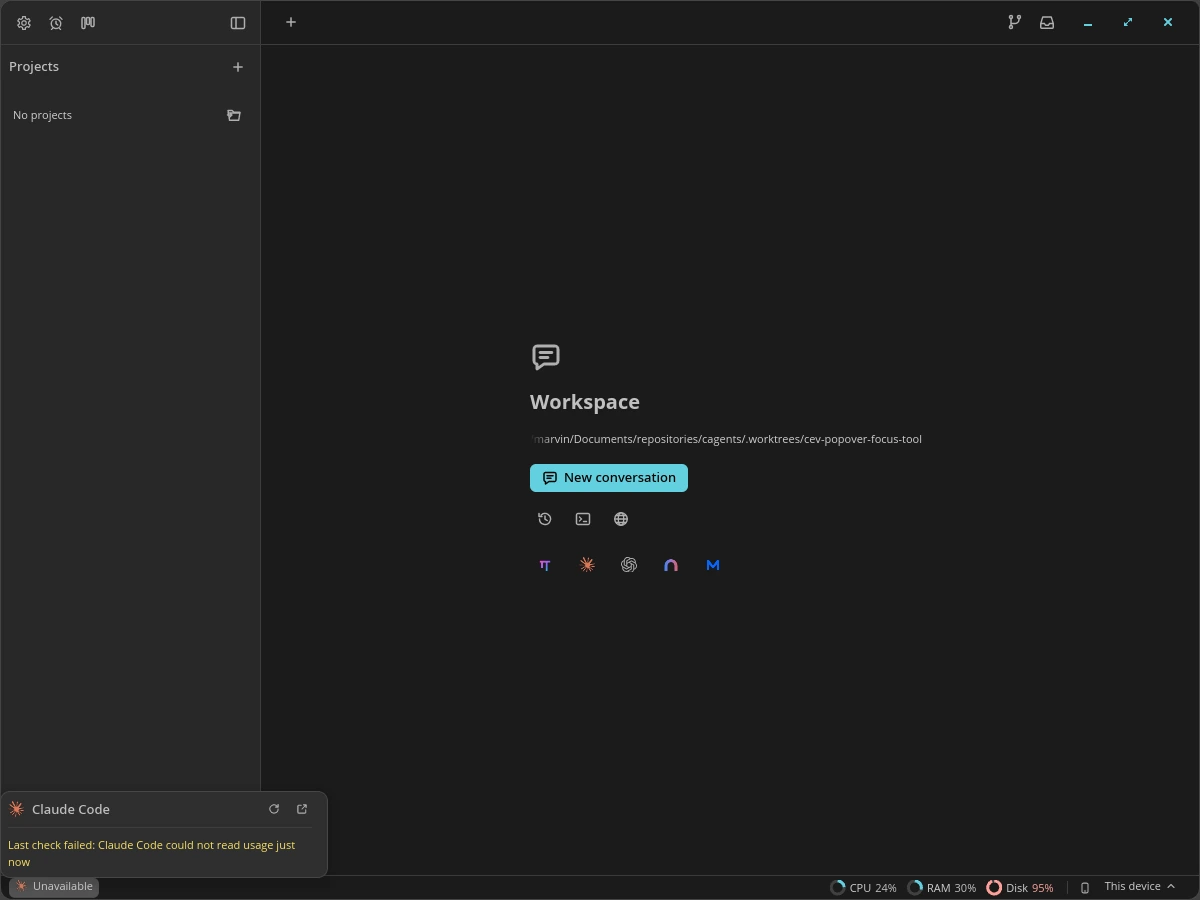 Projects
No projects
Workspace
marvin/Documents/repositories/cagents/.worktrees/cev-popover-focus-tool
New conversation
Claude Code
Last check failed: Claude Code could not read usage just
now
Unavailable
CPU 24%
RAM 30%
Disk 95%
This device